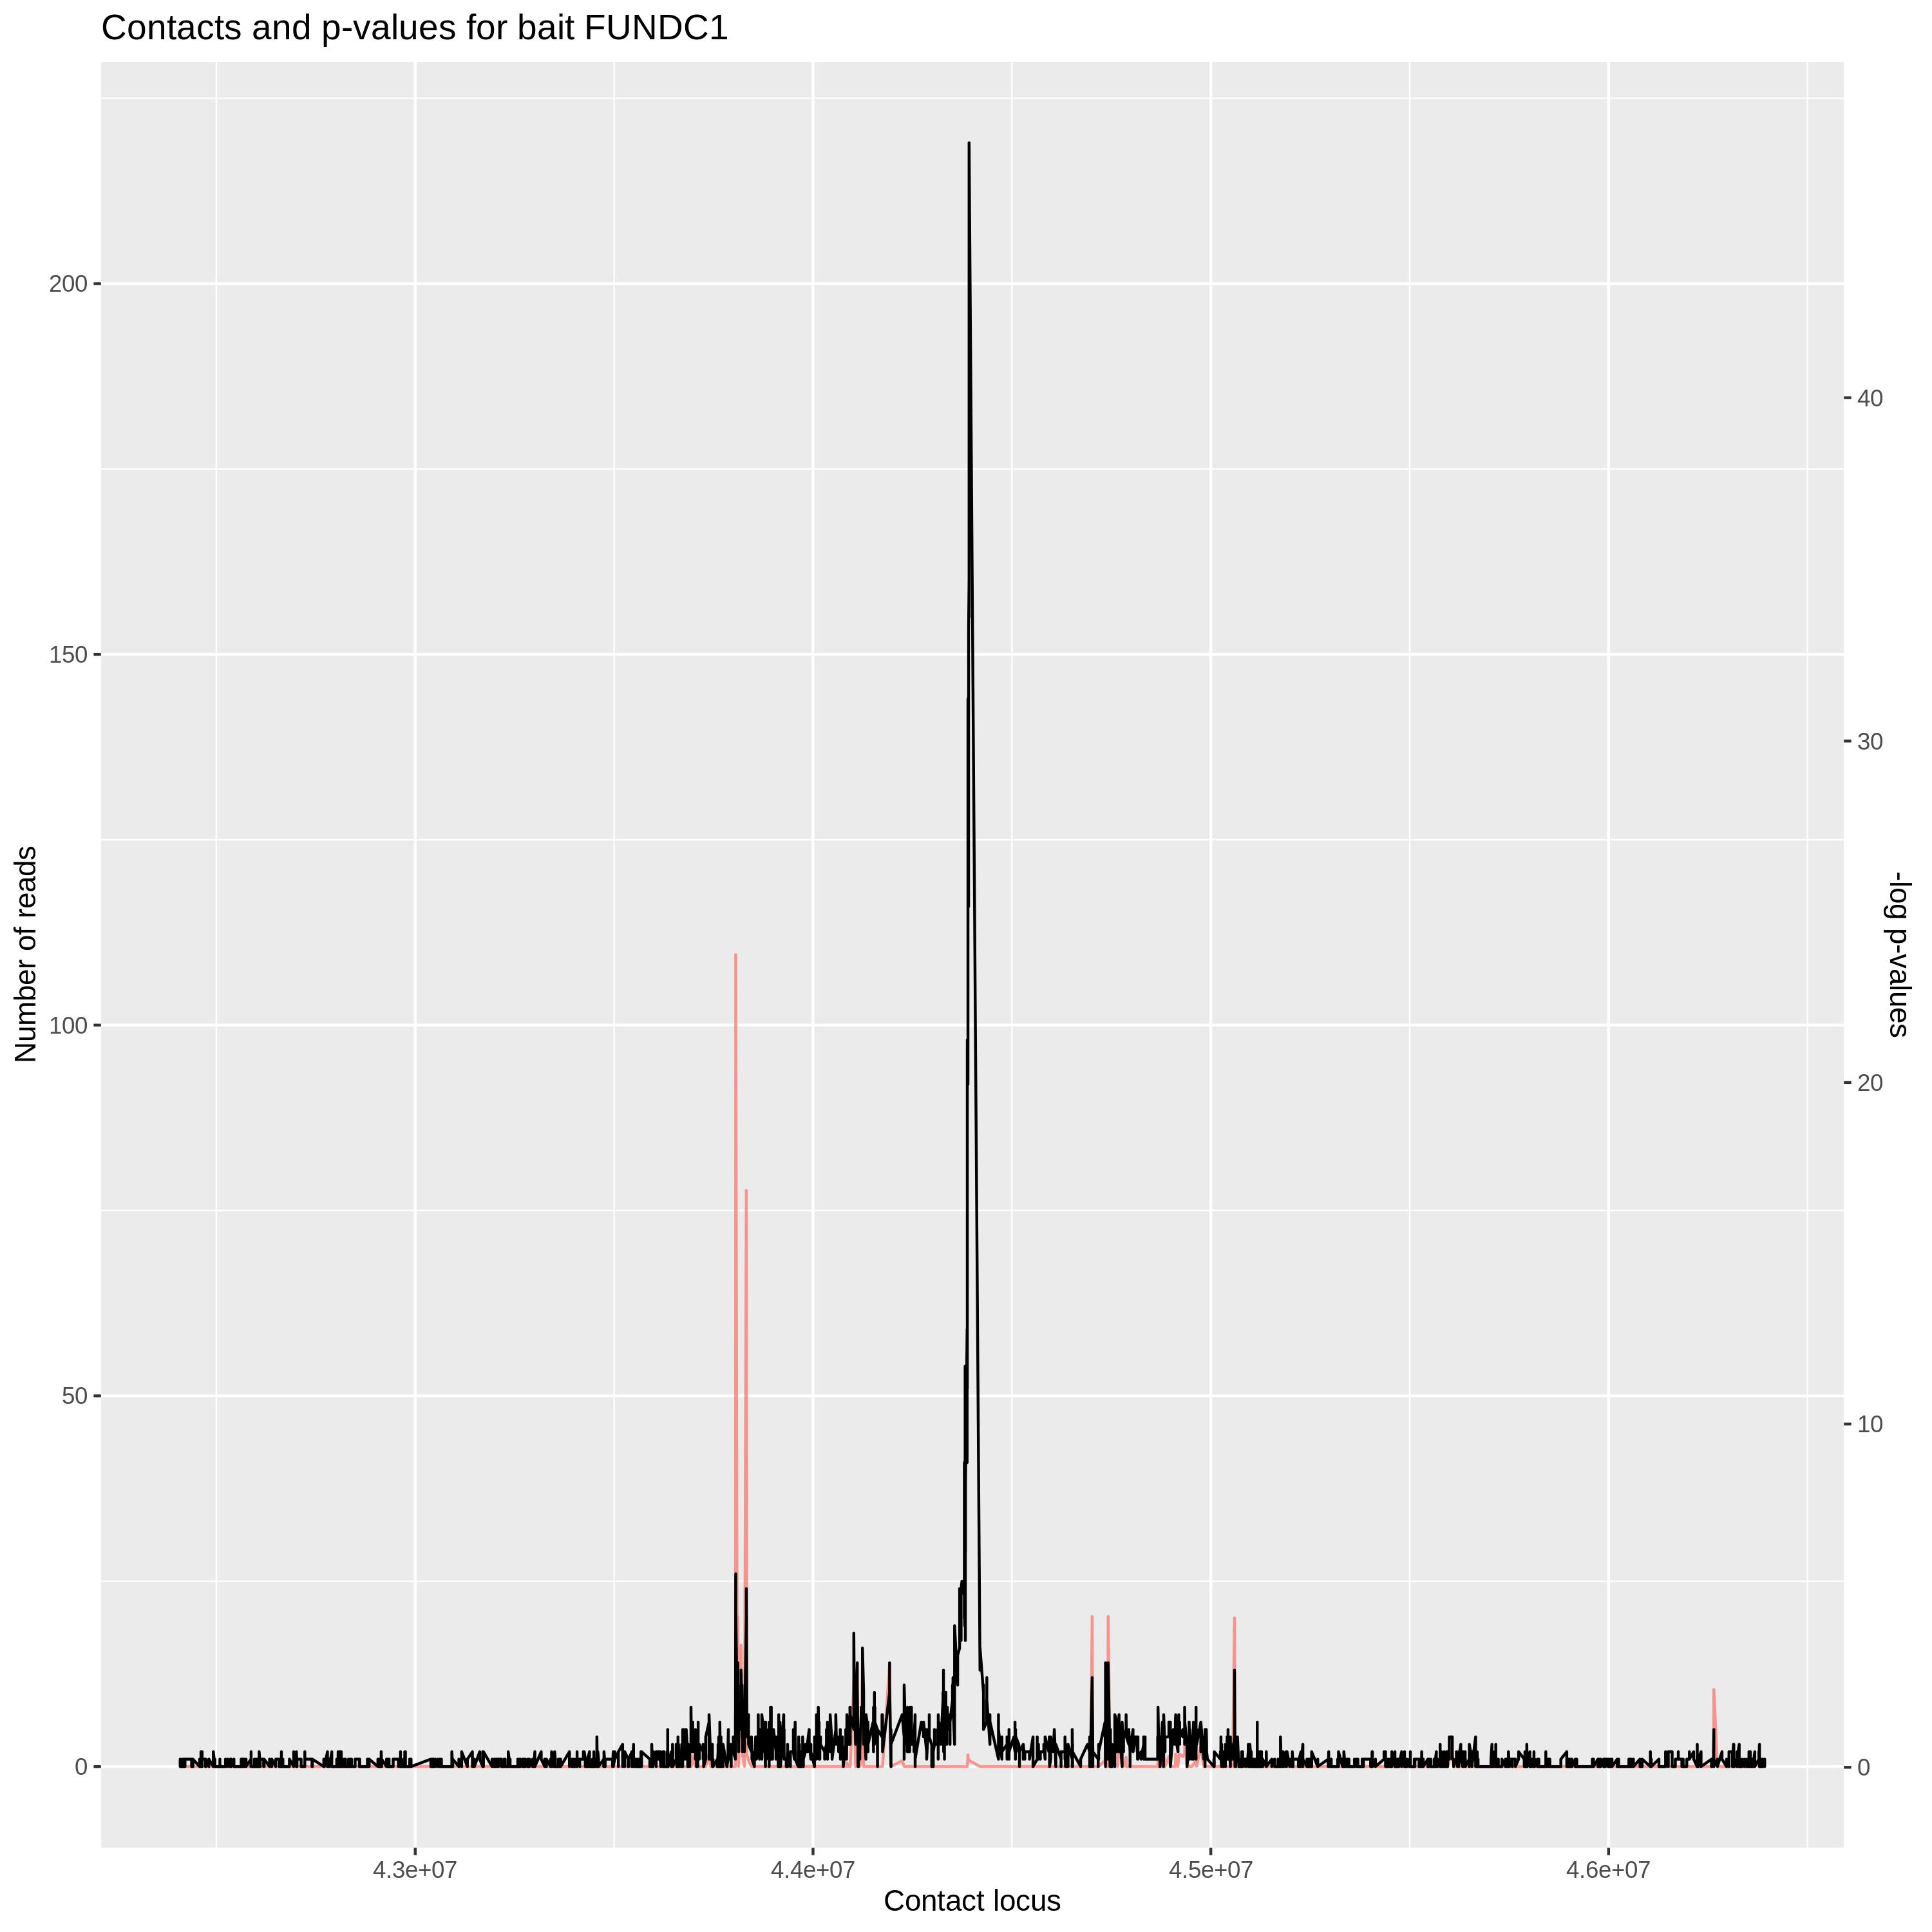 Contacts and p-values for bait FUNDC1
Number of reads
200
150
100
50
0
40
30
20
10
0
-log p-values
4.3e+07
4.4e+07
4.5e+07
4.6e+07
Contact locus